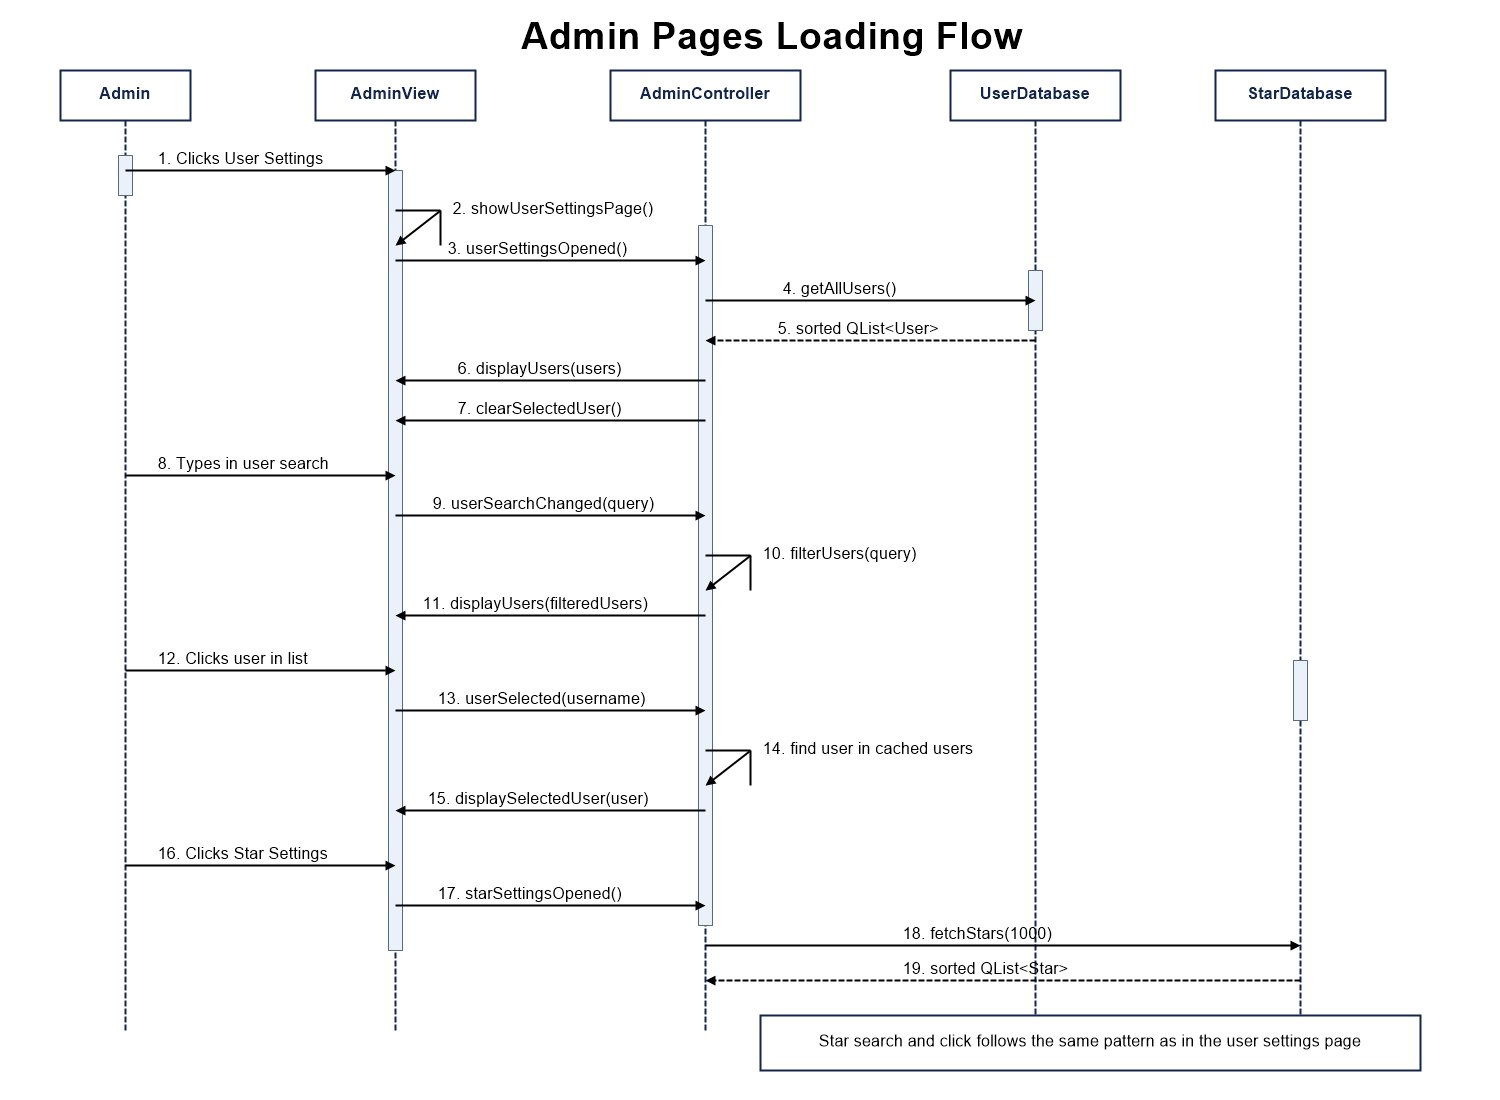 Admin Pages Loading Flow
Admin
AdminView
AdminController
UserDatabase
StarDatabase
1. Clicks User Settings
2. showUserSettingsPage()
3. userSettingsOpened()
4. getAllUsers()
5. sorted QList<User>
6. displayUsers(users)
7. clearSelectedUser()
8. Types in user search
9. userSearchChanged(query)
10. filterUsers(query)
11. displayUsers(filteredUsers)
12. Clicks user in list
13. userSelected(username)
14. find user in cached users
15. displaySelectedUser(user)
16. Clicks Star Settings
17. starSettingsOpened()
18. fetchStars(1000)
19. sorted QList<Star>
Star search and click follows the same pattern as in the user settings page